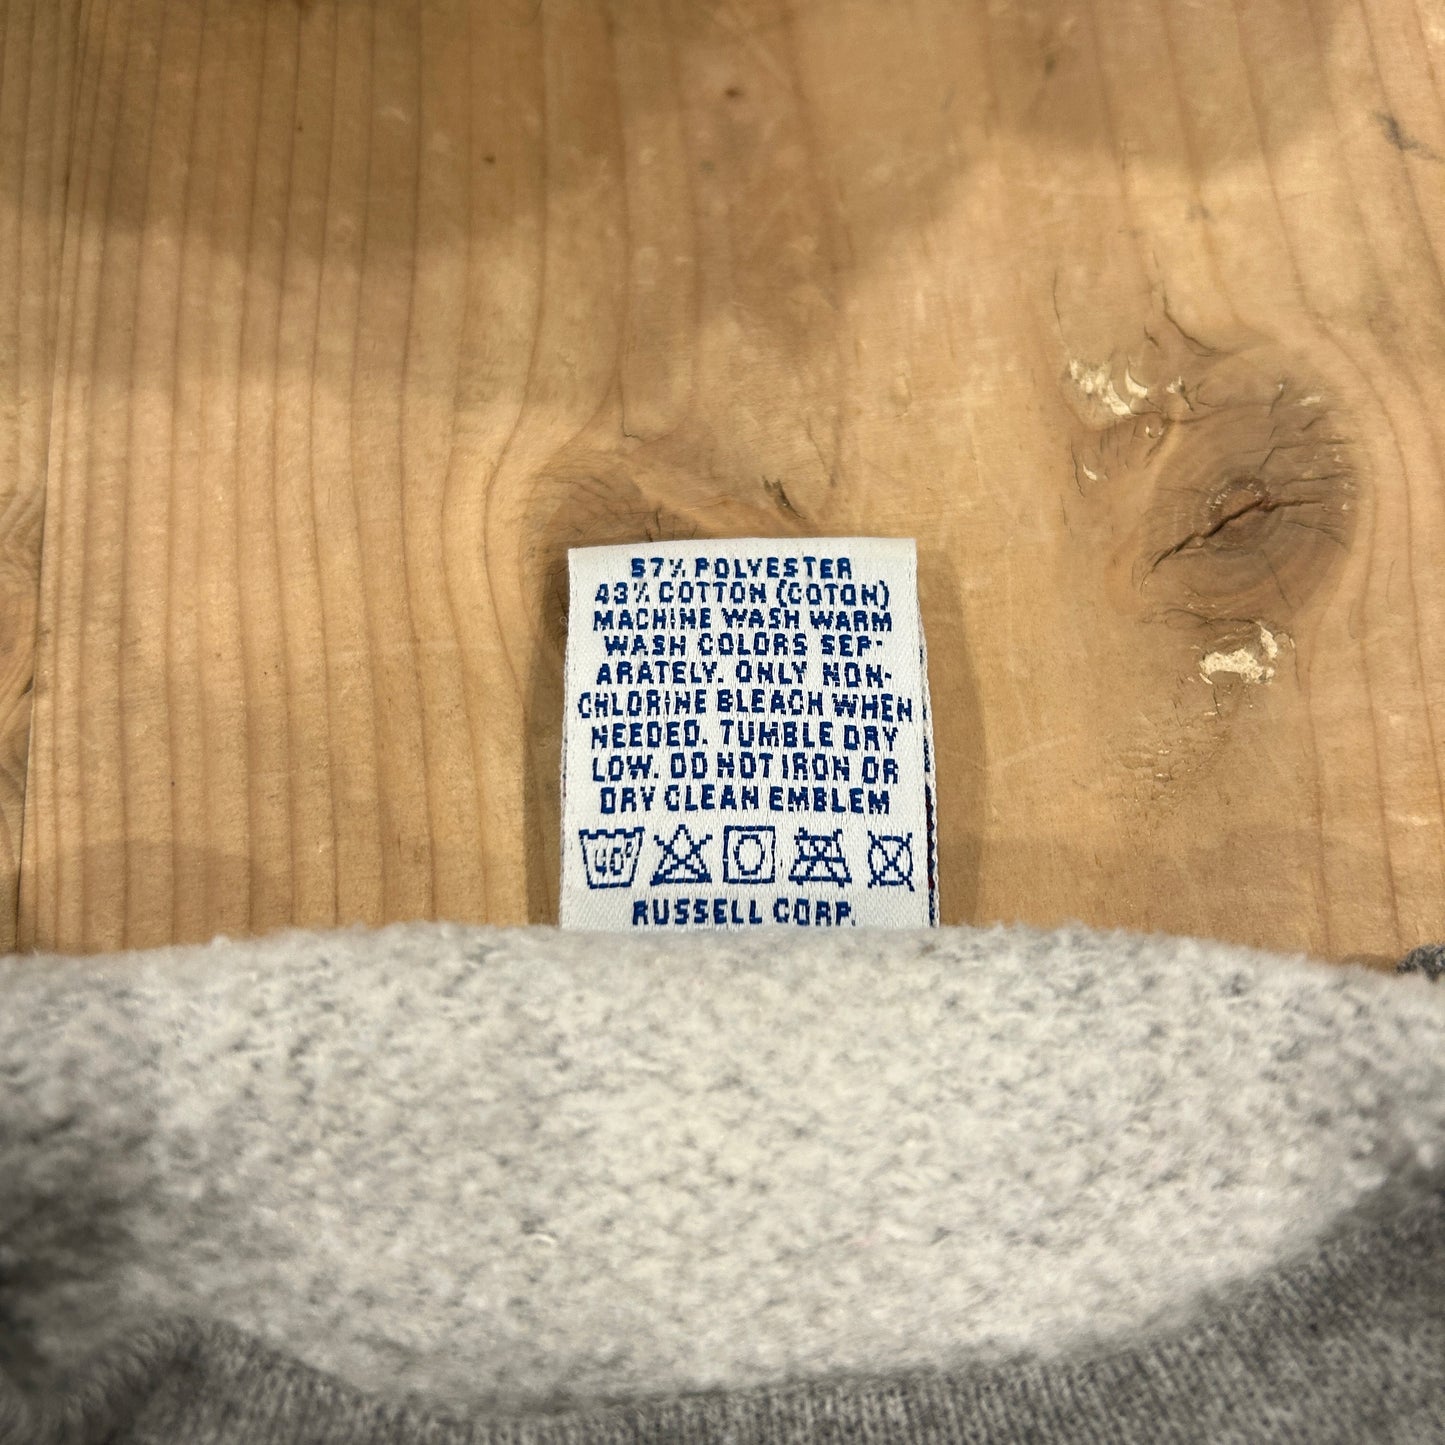 57% POLYESTER
43% COTTON (COTON)
MACHINE WASH WARM
WASH COLORS SEP-
ARATELY. ONLY NON-
CHLORINE BLEACH WHEN
NEEDED. TUMBLE DRY
LOW. DO NOT IRON OR
DRY CLEAN EMBLEM
40°
RUSSELL CORP.